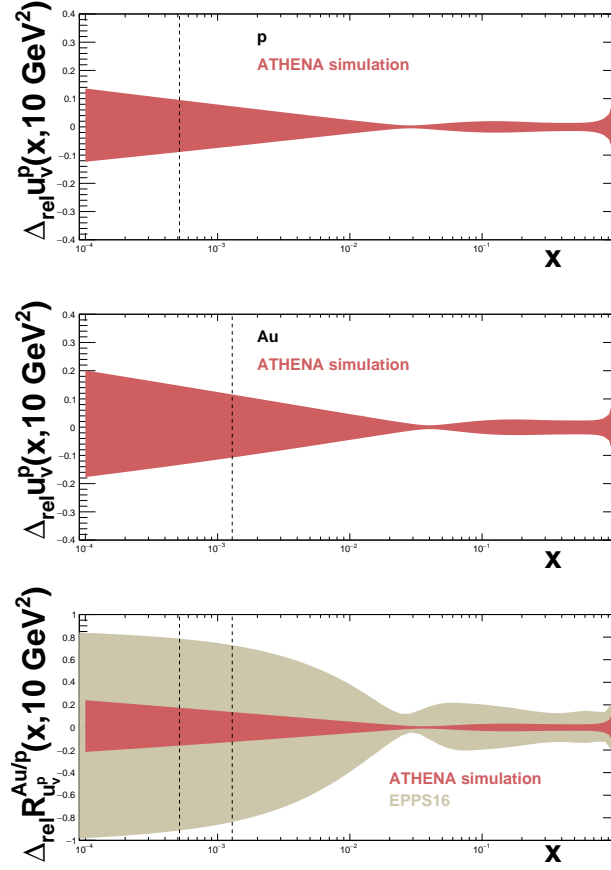 Δrel u_v^p(x,10 GeV²)
0.4
0.3
0.2
0.1
0
−0.1
−0.2
−0.3
−0.4
p
ATHENA simulation
10⁻⁴ 10⁻³ 10⁻² 10⁻¹
x
Δrel u_v^p(x,10 GeV²)
0.4
0.3
0.2
0.1
0
−0.1
−0.2
−0.3
−0.4
Au
ATHENA simulation
10⁻⁴ 10⁻³ 10⁻² 10⁻¹
x
Δrel R_{u_v^p}^{Au/p}(x,10 GeV²)
1
0.8
0.6
0.4
0.2
0
−0.2
−0.4
−0.6
−0.8
−1
ATHENA simulation
EPPS16
10⁻⁴ 10⁻³ 10⁻² 10⁻¹
x